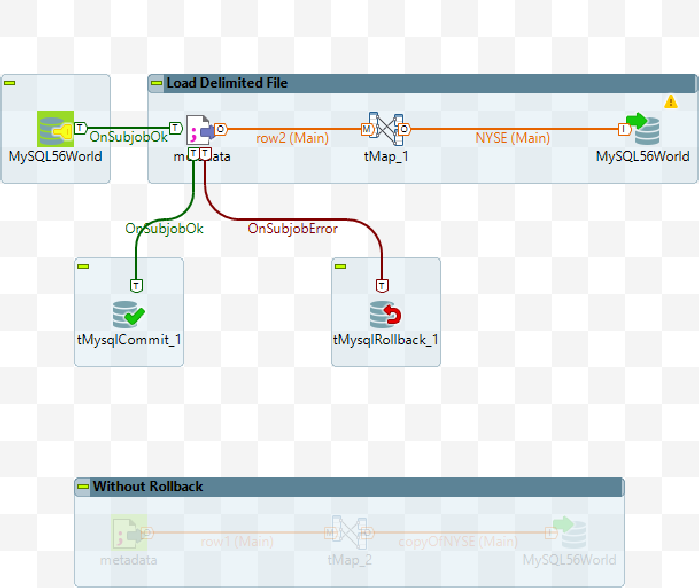 Load Delimited File
T
OnSubjobOk
T
O
row2 (Main)
M
O
NYSE (Main)
I
MySQL56World
metadata
tMap_1
MySQL56World
T
T
OnSubjobOk
OnSubjobError
T
T
tMysqlCommit_1
tMysqlRollback_1
Without Rollback
O
row1 (Main)
M
O
copyOfNYSE (Main)
I
metadata
tMap_2
MySQL56World